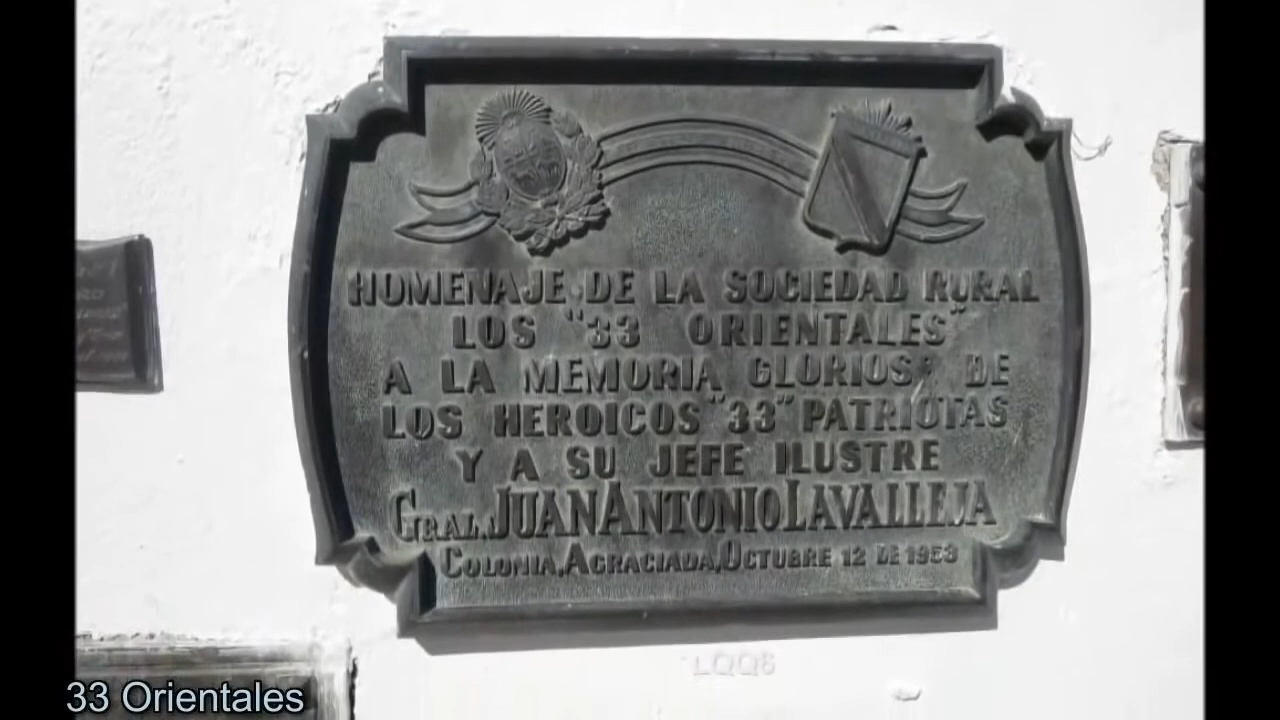 HOMENAJE DE LA SOCIEDAD RURAL
LOS "33 ORIENTALES"
A LA MEMORIA GLORIOSA DE
LOS HEROICOS "33" PATRIOTAS
Y A SU JEFE ILUSTRE
GRAL. JUAN ANTONIO LAVALLEJA
COLONIA, AGRACIADA, OCTUBRE 12 DE 1953
33 Orientales